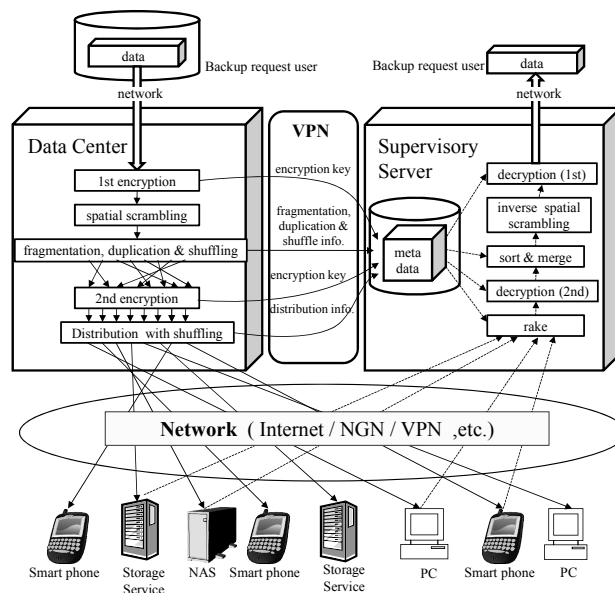 data
Backup request user
network
Data Center
1st encryption
spatial scrambling
fragmentation, duplication & shuffling
2nd encryption
Distribution with shuffling
VPN
encryption key
fragmentation,
duplication &
shuffle info.
encryption key
distribution info.
Backup request user
data
network
Supervisory
Server
meta
data
decryption (1st)
inverse spatial
scrambling
sort & merge
decryption (2nd)
rake
Network ( Internet / NGN / VPN ,etc.)
Smart phone
Storage
Service
NAS
Smart phone
Storage
Service
PC
Smart phone
PC